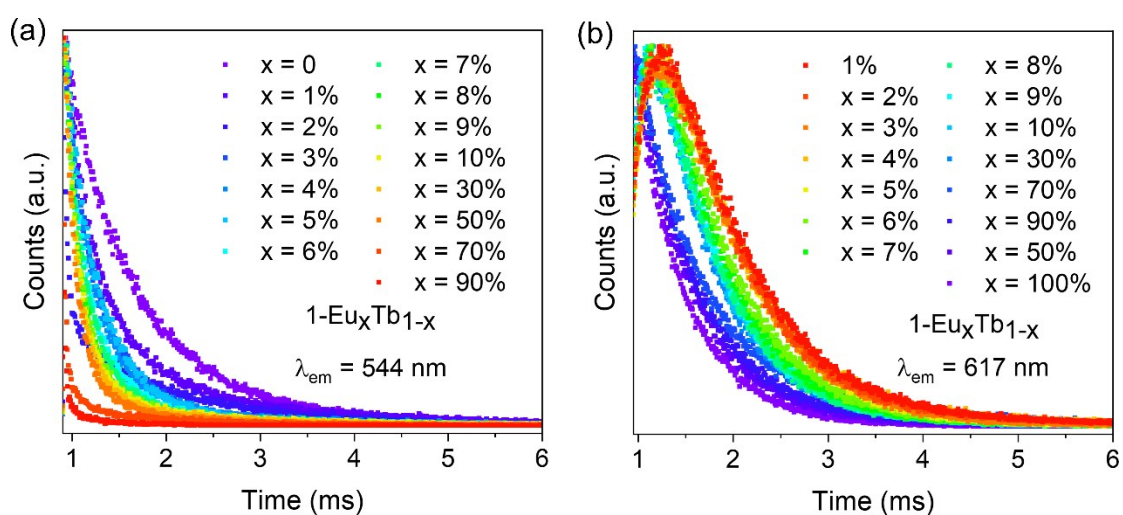 (a)
Counts (a.u.)
x = 0
x = 1%
x = 2%
x = 3%
x = 4%
x = 5%
x = 6%
x = 7%
x = 8%
x = 9%
x = 10%
x = 30%
x = 50%
x = 70%
x = 90%
1-EuxTb1-x
λem = 544 nm
1 2 3 4 5 6
Time (ms)
(b)
Counts (a.u.)
1%
x = 2%
x = 3%
x = 4%
x = 5%
x = 6%
x = 7%
x = 8%
x = 9%
x = 10%
x = 30%
x = 70%
x = 90%
x = 50%
x = 100%
1-EuxTb1-x
λem = 617 nm
1 2 3 4 5 6
Time (ms)